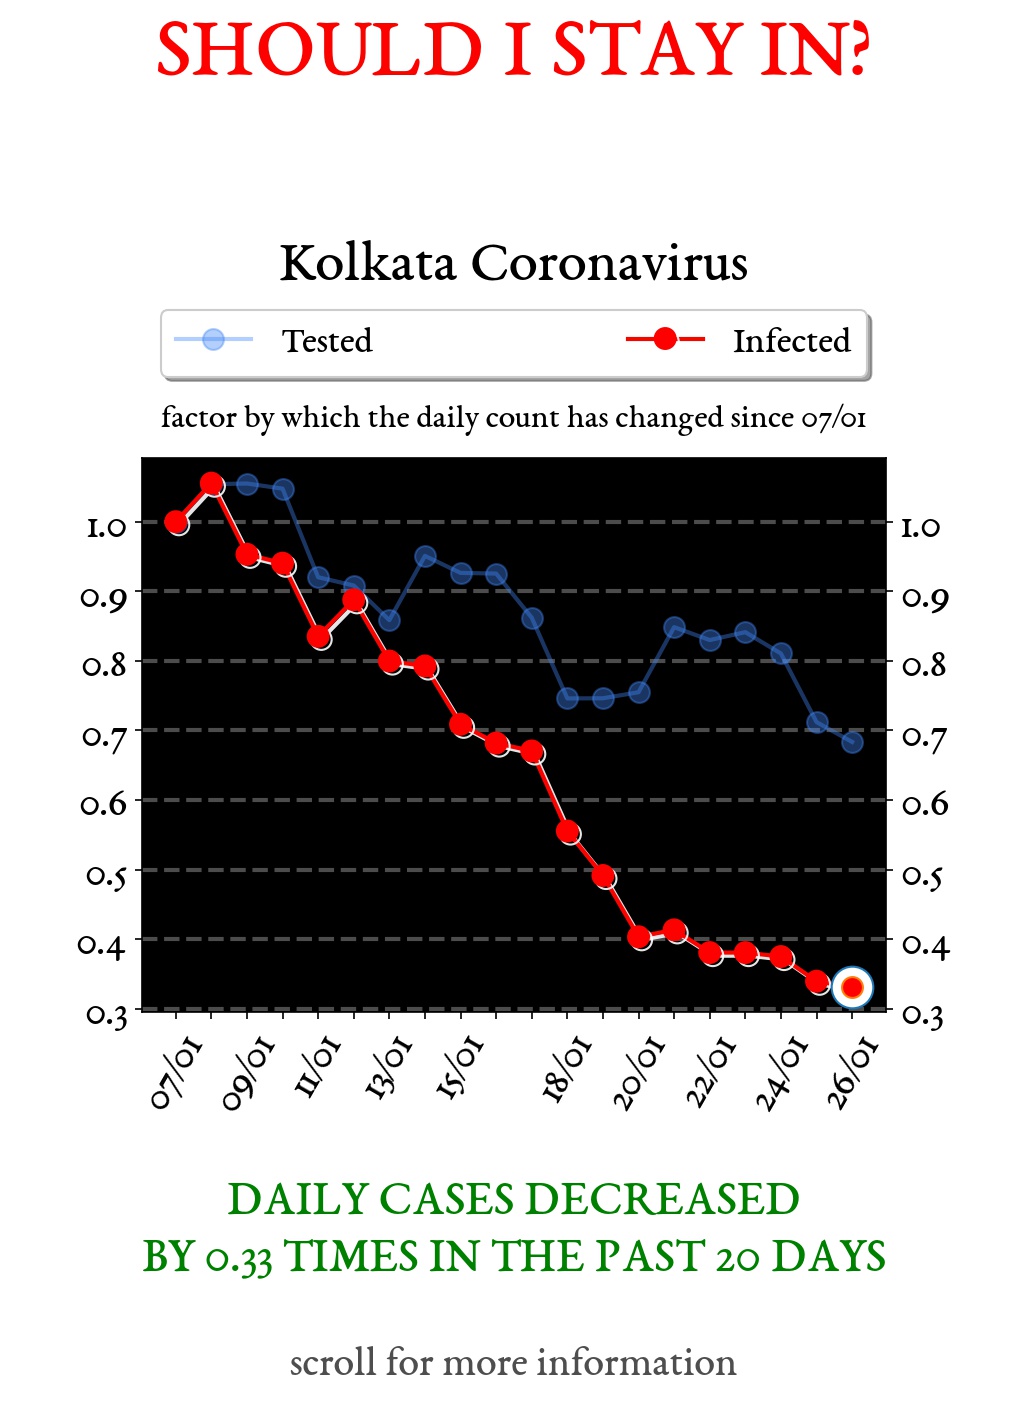 SHOULD I STAY IN?
Kolkata Coronavirus
Tested Infected
factor by which the daily count has changed since 07/01
1.0 1.0
0.9 0.9
0.8 0.8
0.7 0.7
0.6 0.6
0.5 0.5
0.4 0.4
0.3 0.3
07/01 09/01 11/01 13/01 15/01 18/01 20/01 22/01 24/01 26/01
DAILY CASES DECREASED
BY 0.33 TIMES IN THE PAST 20 DAYS
scroll for more information